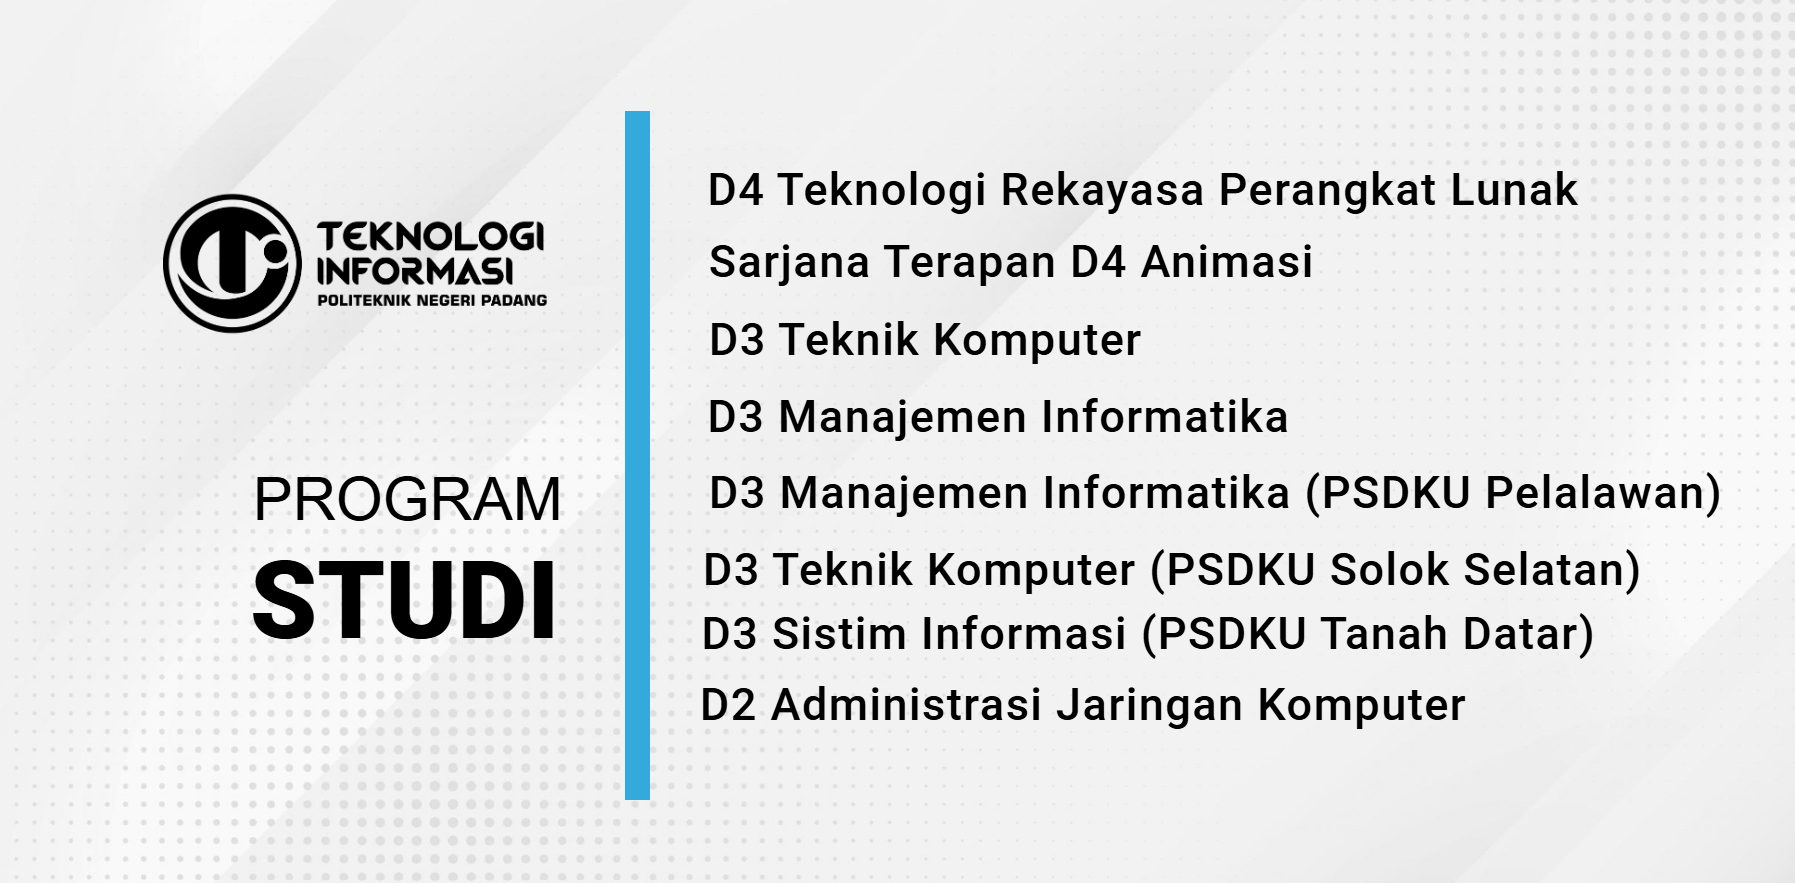 TEKNOLOGI
INFORMASI
POLITEKNIK NEGERI PADANG
PROGRAM
STUDI
D4 Teknologi Rekayasa Perangkat Lunak
Sarjana Terapan D4 Animasi
D3 Teknik Komputer
D3 Manajemen Informatika
D3 Manajemen Informatika (PSDKU Pelalawan)
D3 Teknik Komputer (PSDKU Solok Selatan)
D3 Sistim Informasi (PSDKU Tanah Datar)
D2 Administrasi Jaringan Komputer